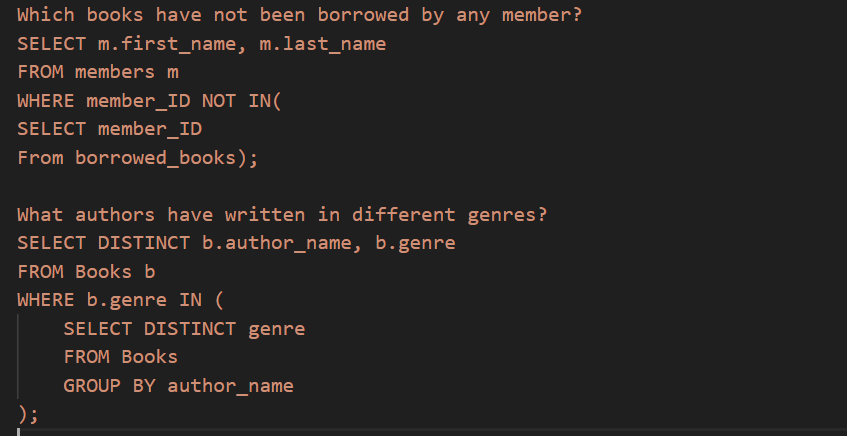 Which books have not been borrowed by any member?
SELECT m.first_name, m.last_name
FROM members m
WHERE member_ID NOT IN(
SELECT member_ID
From borrowed_books);

What authors have written in different genres?
SELECT DISTINCT b.author_name, b.genre
FROM Books b
WHERE b.genre IN (
    SELECT DISTINCT genre
    FROM Books
    GROUP BY author_name
);